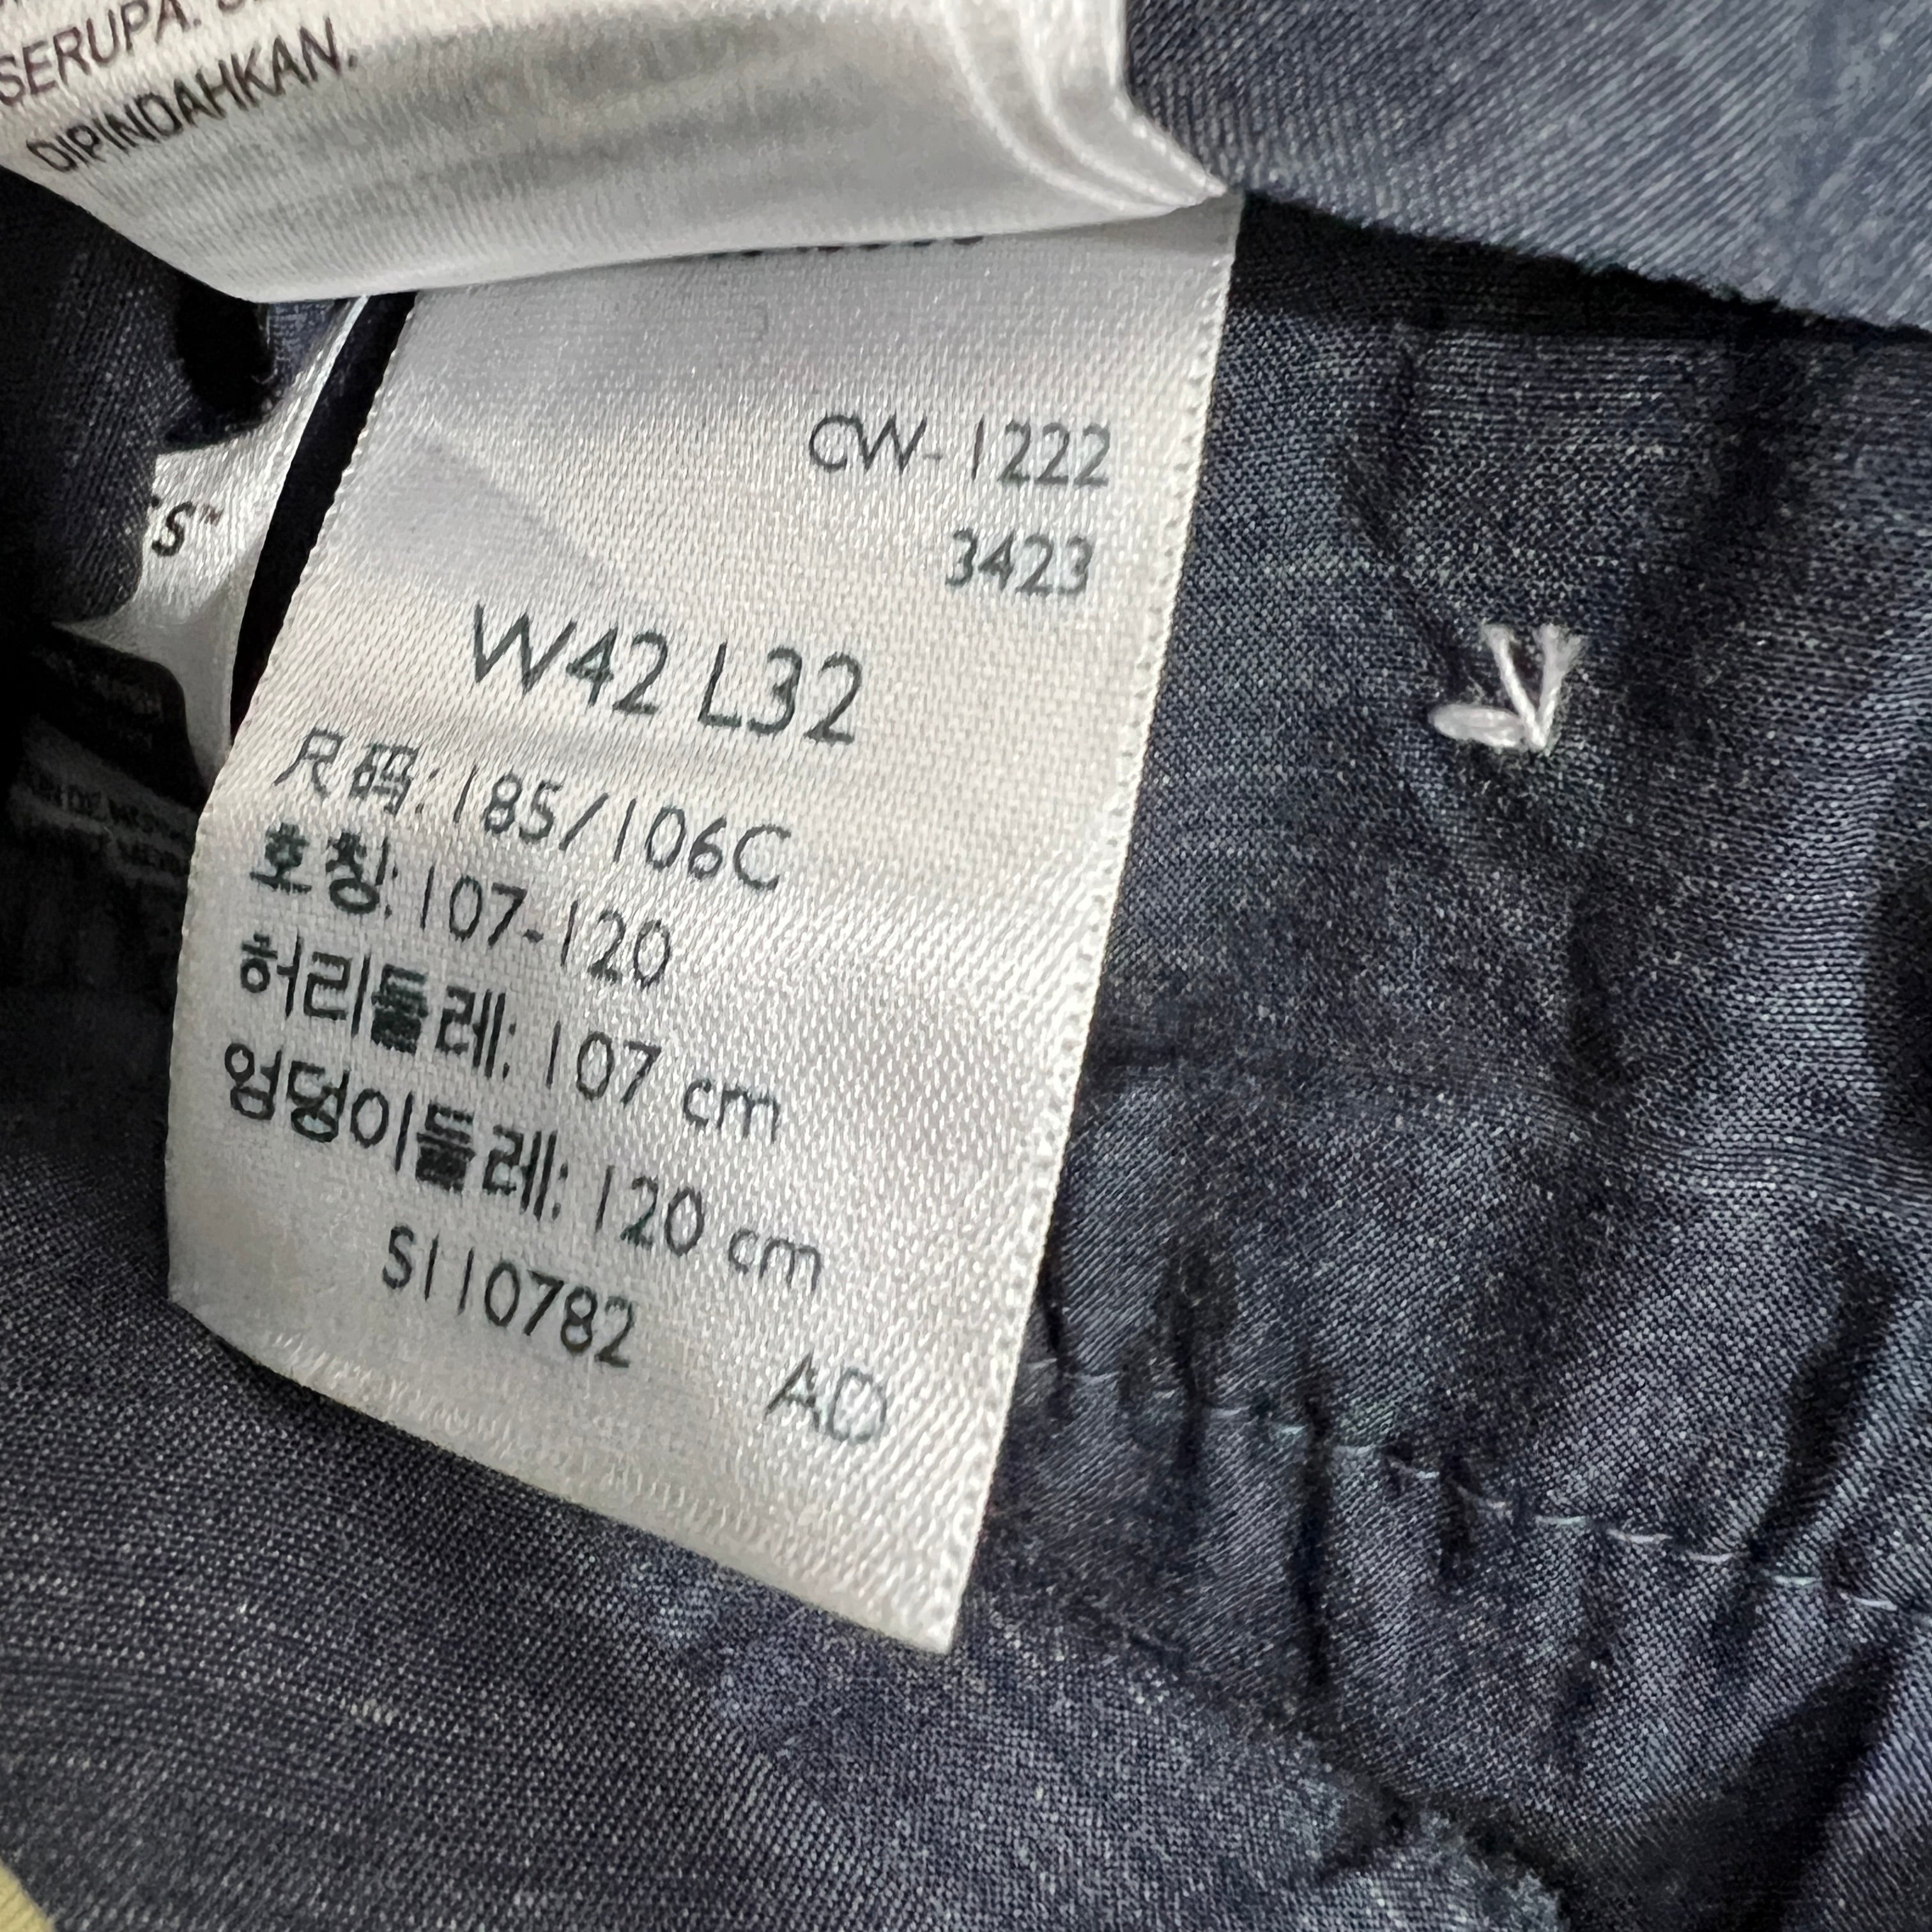 SERUPA.
DIPINDAHKAN.
"S"
CW-1222
3423
W42 L32
尺码: 185/106C
호칭: 107-120
허리둘레: 107 cm
엉덩이둘레: 120 cm
S110782
AD